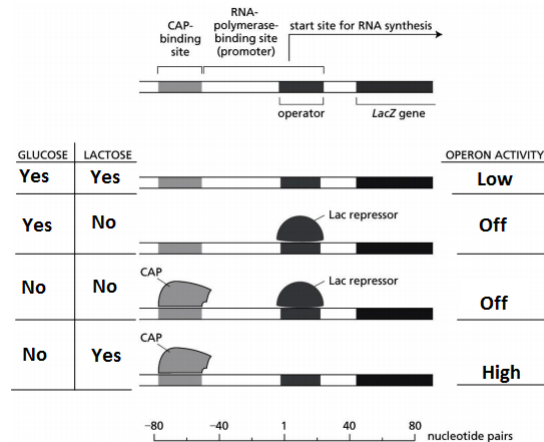 CAP-
binding
site
RNA-
polymerase-
binding site
(promoter)
start site for RNA synthesis
operator
LacZ gene
GLUCOSE LACTOSE OPERON ACTIVITY
Yes Yes Low
Yes No Lac repressor Off
No No CAP Lac repressor Off
No Yes CAP High
–80 –40 1 40 80
nucleotide pairs